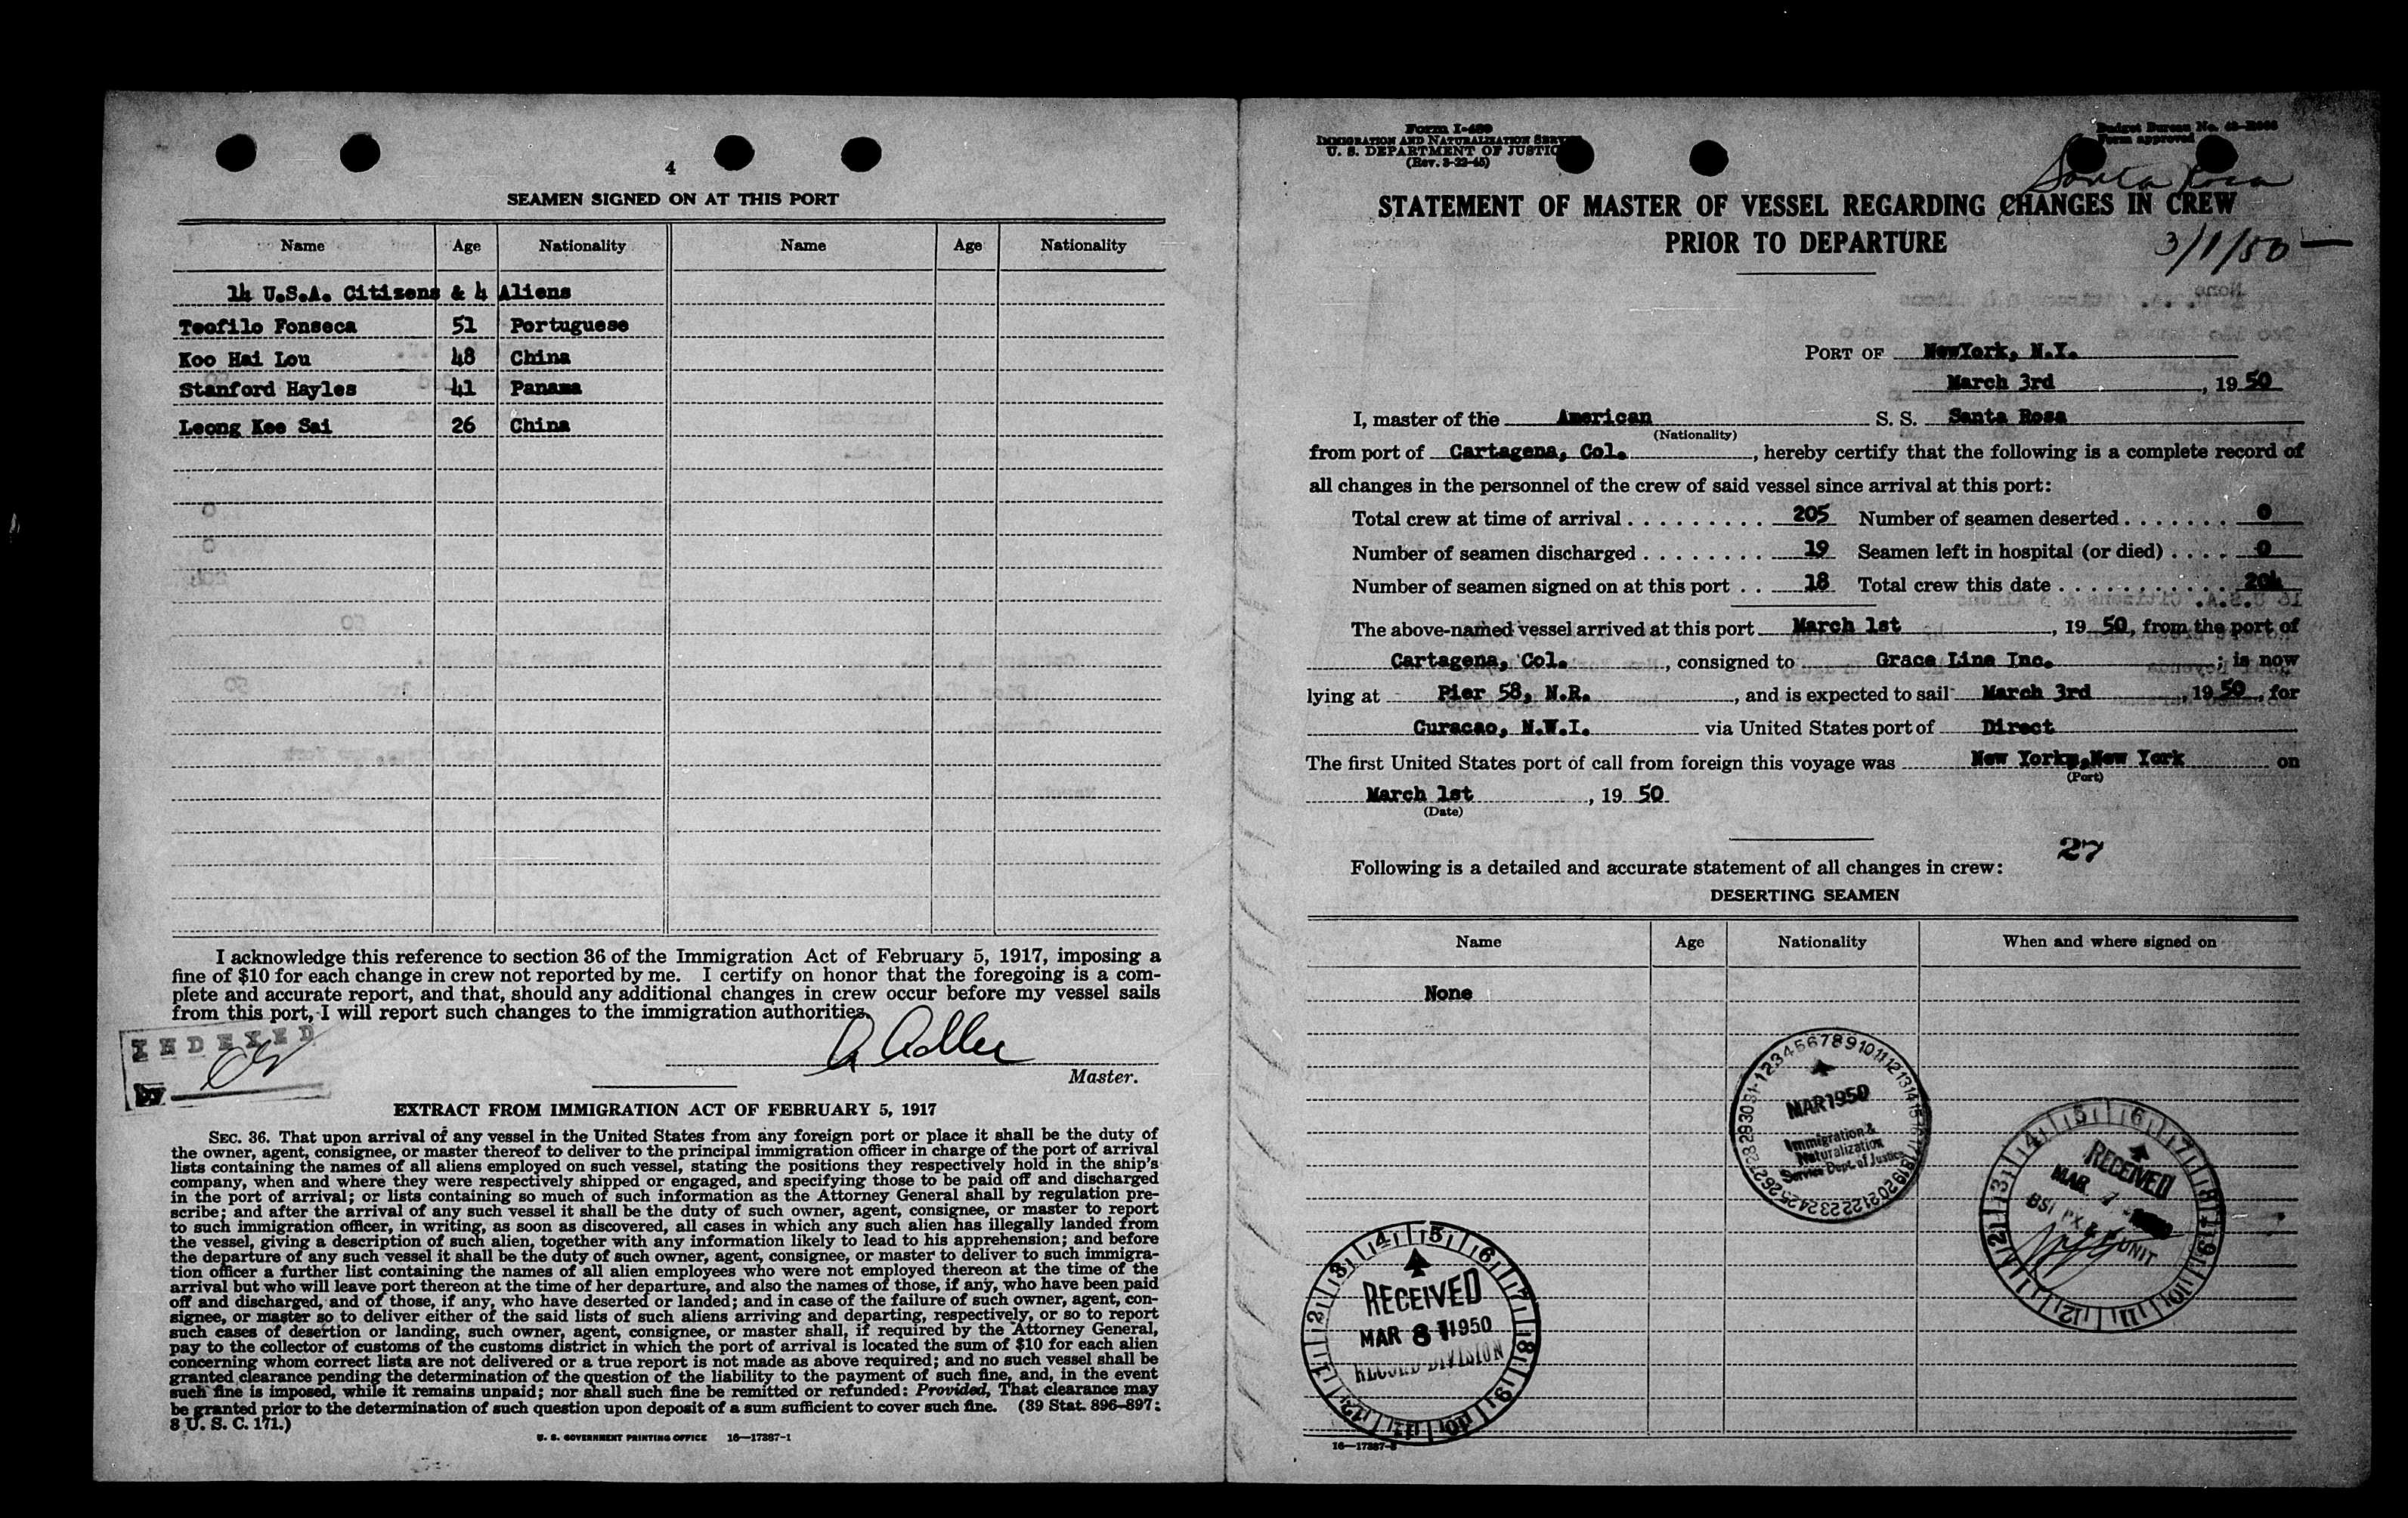 4
SEAMEN SIGNED ON AT THIS PORT
Name Age Nationality Name Age Nationality
14 U.S.A. Citizens & 4 Aliens
Teofilo Fonseca 51 Portuguese
Koo Hai Lou 48 China
Stanford Hayles 41 Panama
Leong Kee Sai 26 China
I acknowledge this reference to section 36 of the Immigration Act of February 5, 1917, imposing a
fine of $10 for each change in crew not reported by me. I certify on honor that the foregoing is a com-
plete and accurate report, and that, should any additional changes in crew occur before my vessel sails
from this port, I will report such changes to the immigration authorities.
INDEXED
by
A Adler
Master.
EXTRACT FROM IMMIGRATION ACT OF FEBRUARY 5, 1917
SEC. 36. That upon arrival of any vessel in the United States from any foreign port or place it shall be the duty of
the owner, agent, consignee, or master thereof to deliver to the principal immigration officer in charge of the port of arrival
lists containing the names of all aliens employed on such vessel, stating the positions they respectively hold in the ship's
company, when and where they were respectively shipped or engaged, and specifying those to be paid off and discharged
in the port of arrival; or lists containing so much of such information as the Attorney General shall by regulation pre-
scribe; and after the arrival of any such vessel it shall be the duty of such owner, agent, consignee, or master to report
to such immigration officer, in writing, as soon as discovered, all cases in which any such alien has illegally landed from
the vessel, giving a description of such alien, together with any information likely to lead to his apprehension; and before
the departure of any such vessel it shall be the duty of such owner, agent, consignee, or master to deliver to such immigra-
tion officer a further list containing the names of all alien employees who were not employed thereon at the time of the
arrival but who will leave port thereon at the time of her departure, and also the names of those, if any, who have been paid
off and discharged, and of those, if any, who have deserted or landed; and in case of the failure of such owner, agent, con-
signee, or master so to deliver either of the said lists of such aliens arriving and departing, respectively, or so to report
such cases of desertion or landing, such owner, agent, consignee, or master shall, if required by the Attorney General,
pay to the collector of customs of the customs district in which the port of arrival is located the sum of $10 for each alien
concerning whom correct lists are not delivered or a true report is not made as above required; and no such vessel shall be
granted clearance pending the determination of the question of the liability to the payment of such fine, and, in the event
such fine is imposed, while it remains unpaid; nor shall such fine be remitted or refunded: Provided, That clearance may
be granted prior to the determination of such question upon deposit of a sum sufficient to cover such fine. (39 Stat. 896-897;
8 U. S. C. 171.)
U. S. GOVERNMENT PRINTING OFFICE 16—17387-1
Form I-489
IMMIGRATION AND NATURALIZATION SERV
U. S. DEPARTMENT OF JUSTIC
(Rev. 3-22-45)
Budget Bureau No.
Form approved
Santa Rosa
STATEMENT OF MASTER OF VESSEL REGARDING CHANGES IN CREW
PRIOR TO DEPARTURE
3/1/50
PORT OF NewYork, N.Y.
March 3rd, 1950
I, master of the American S. S. Santa Rosa
(Nationality)
from port of Cartagena, Col., hereby certify that the following is a complete record of
all changes in the personnel of the crew of said vessel since arrival at this port:
Total crew at time of arrival 205 Number of seamen deserted 0
Number of seamen discharged 19 Seamen left in hospital (or died) 0
Number of seamen signed on at this port 18 Total crew this date 204
The above-named vessel arrived at this port March 1st, 1950, from the port of
Cartagena, Col., consigned to Grace Line Inc.; is now
lying at Pier 58, N.R., and is expected to sail March 3rd, 1950, for
Curacao, N.W.I. via United States port of Direct
The first United States port of call from foreign this voyage was New York, New York on
(Port)
March 1st, 1950
(Date)
27
Following is a detailed and accurate statement of all changes in crew:
DESERTING SEAMEN
Name Age Nationality When and where signed on
None
MAR 1950
Immigration &
Naturalization
Service Dept. of Justice
RECEIVED
MAR 7
BSI PX & UNIT
RECEIVED
MAR 8 1950
RECORD DIVISION